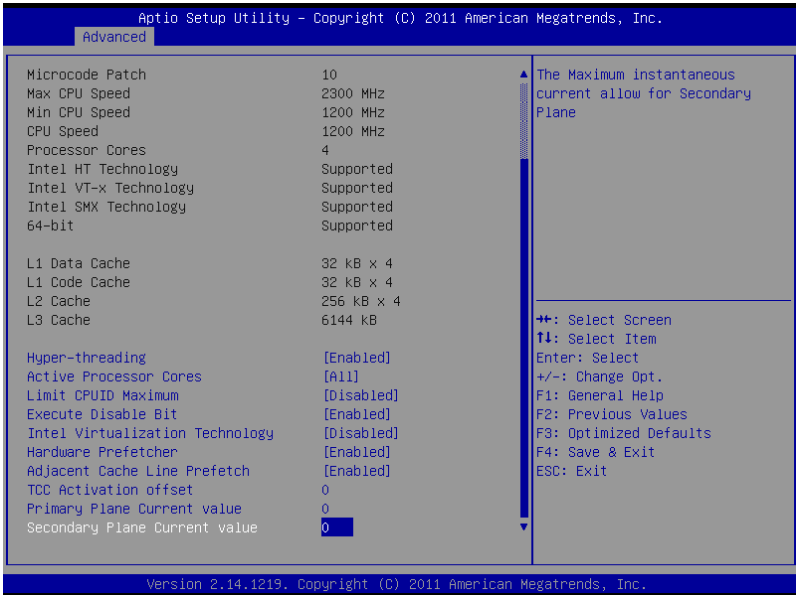 Aptio Setup Utility – Copyright (C) 2011 American Megatrends, Inc.
Advanced
Microcode Patch 10
Max CPU Speed 2300 MHz
Min CPU Speed 1200 MHz
CPU Speed 1200 MHz
Processor Cores 4
Intel HT Technology Supported
Intel VT-x Technology Supported
Intel SMX Technology Supported
64-bit Supported
L1 Data Cache 32 kB x 4
L1 Code Cache 32 kB x 4
L2 Cache 256 kB x 4
L3 Cache 6144 kB
Hyper-threading [Enabled]
Active Processor Cores [All]
Limit CPUID Maximum [Disabled]
Execute Disable Bit [Enabled]
Intel Virtualization Technology [Disabled]
Hardware Prefetcher [Enabled]
Adjacent Cache Line Prefetch [Enabled]
TCC Activation offset 0
Primary Plane Current value 0
Secondary Plane Current value 0
The Maximum instantaneous
current allow for Secondary
Plane
→←: Select Screen
↑↓: Select Item
Enter: Select
+/-: Change Opt.
F1: General Help
F2: Previous Values
F3: Optimized Defaults
F4: Save & Exit
ESC: Exit
Version 2.14.1219. Copyright (C) 2011 American Megatrends, Inc.